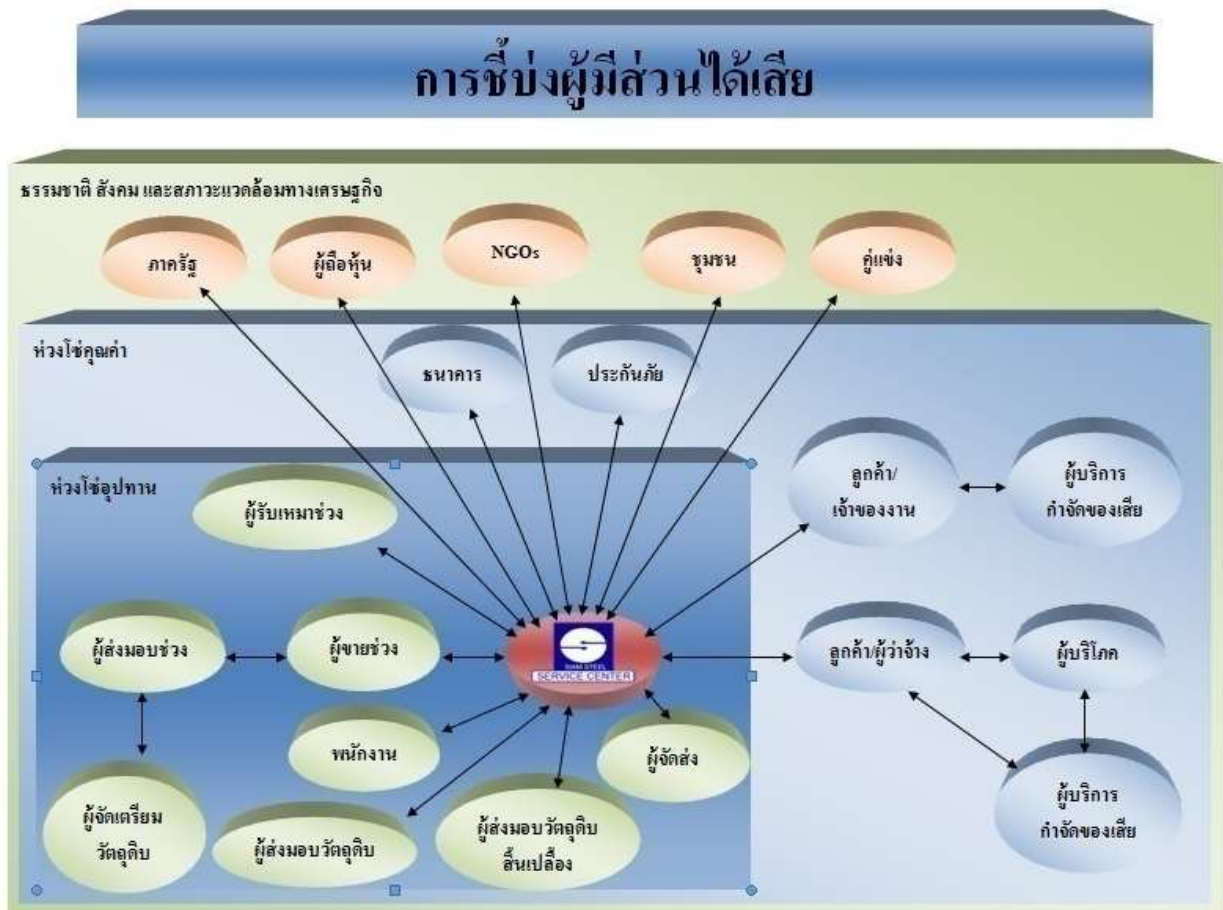 การชี้บ่งผู้มีส่วนได้เสีย
ธรรมชาติ สังคม และสภาวะแวดล้อมทางเศรษฐกิจ
ภาครัฐ
ผู้ถือหุ้น
NGOs
ชุมชน
คู่แข่ง
ห่วงโซ่คุณค่า
ธนาคาร
ประกันภัย
ลูกค้า/
เจ้าของงาน
ผู้บริการ
กำจัดของเสีย
ห่วงโซ่อุปทาน
ผู้รับเหมาช่วง
ผู้ส่งมอบช่วง
ผู้ขายช่วง
SIAM STEEL
SERVICE CENTER
ลูกค้า/ผู้ว่าจ้าง
ผู้บริโภค
พนักงาน
ผู้จัดส่ง
ผู้จัดเตรียม
วัตถุดิบ
ผู้ส่งมอบวัตถุดิบ
ผู้ส่งมอบวัตถุดิบ
สิ้นเปลื้อง
ผู้บริการ
กำจัดของเสีย